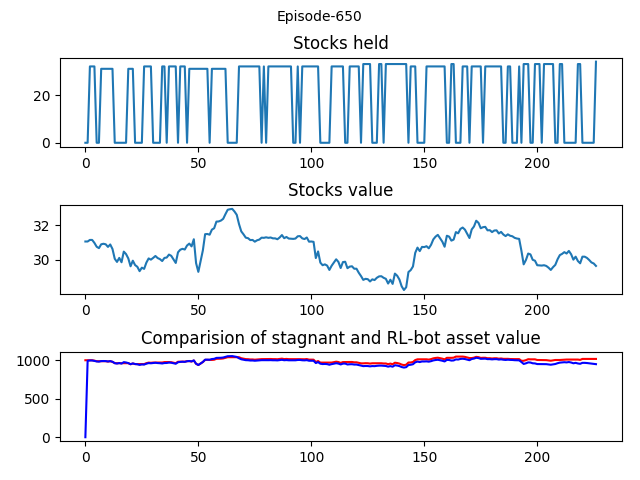 Episode-650
Stocks held
20
0
0 50 100 150 200
Stocks value
32
30
0 50 100 150 200
Comparision of stagnant and RL-bot asset value
1000
500
0
0 50 100 150 200